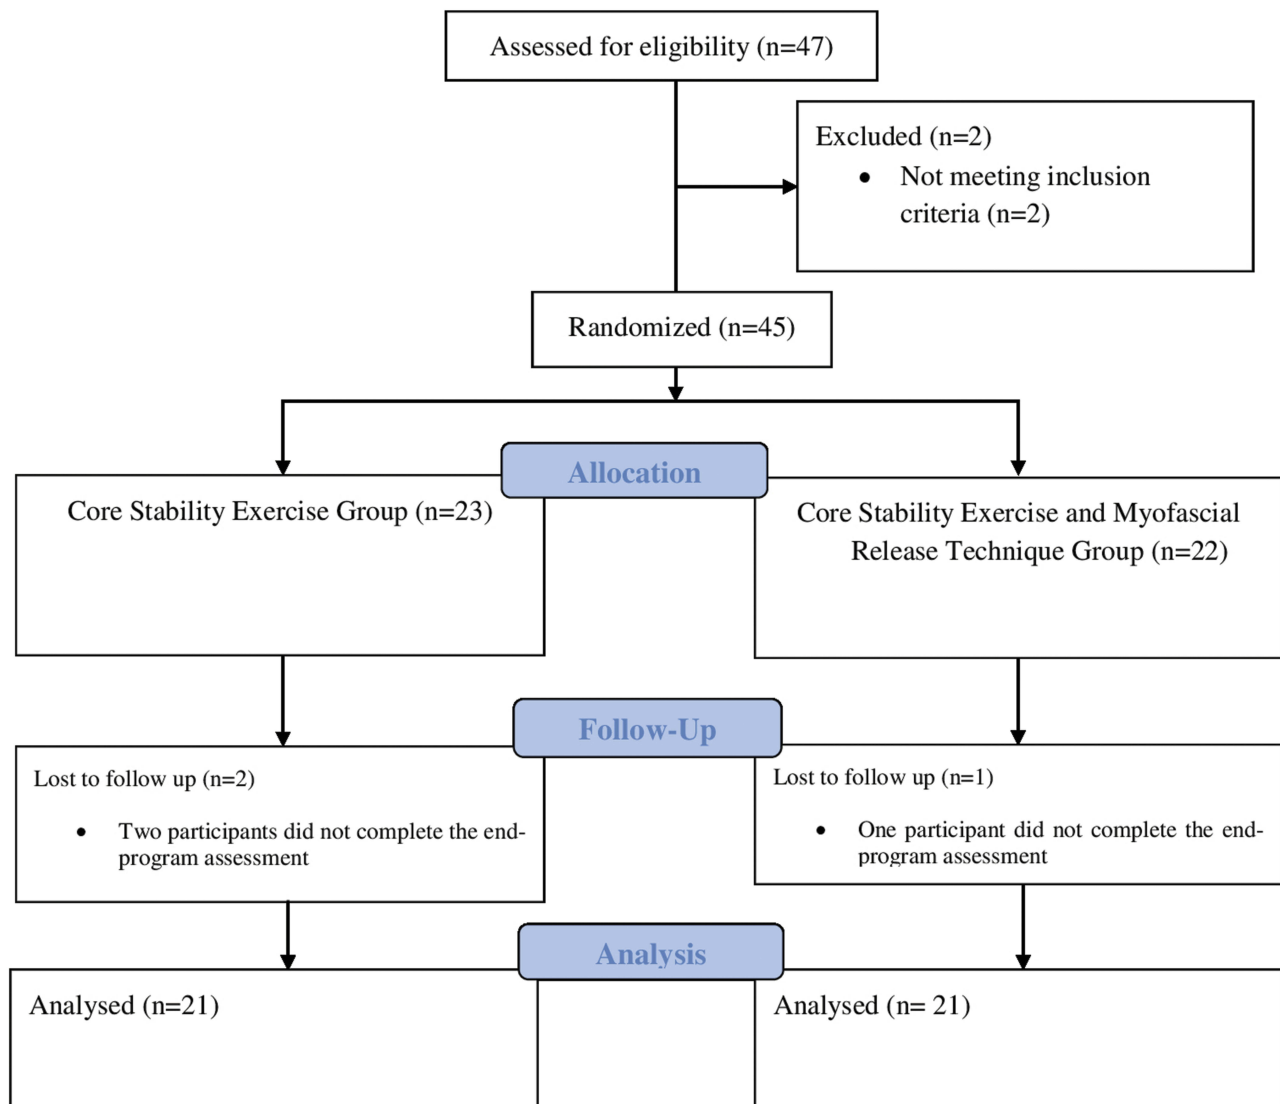 Assessed for eligibility (n=47)
Excluded (n=2)
• Not meeting inclusion
criteria (n=2)
Randomized (n=45)
Allocation
Core Stability Exercise Group (n=23)
Core Stability Exercise and Myofascial
Release Technique Group (n=22)
Follow-Up
Lost to follow up (n=2)
• Two participants did not complete the end-
program assessment
Lost to follow up (n=1)
• One participant did not complete the end-
program assessment
Analysis
Analysed (n=21)
Analysed (n= 21)